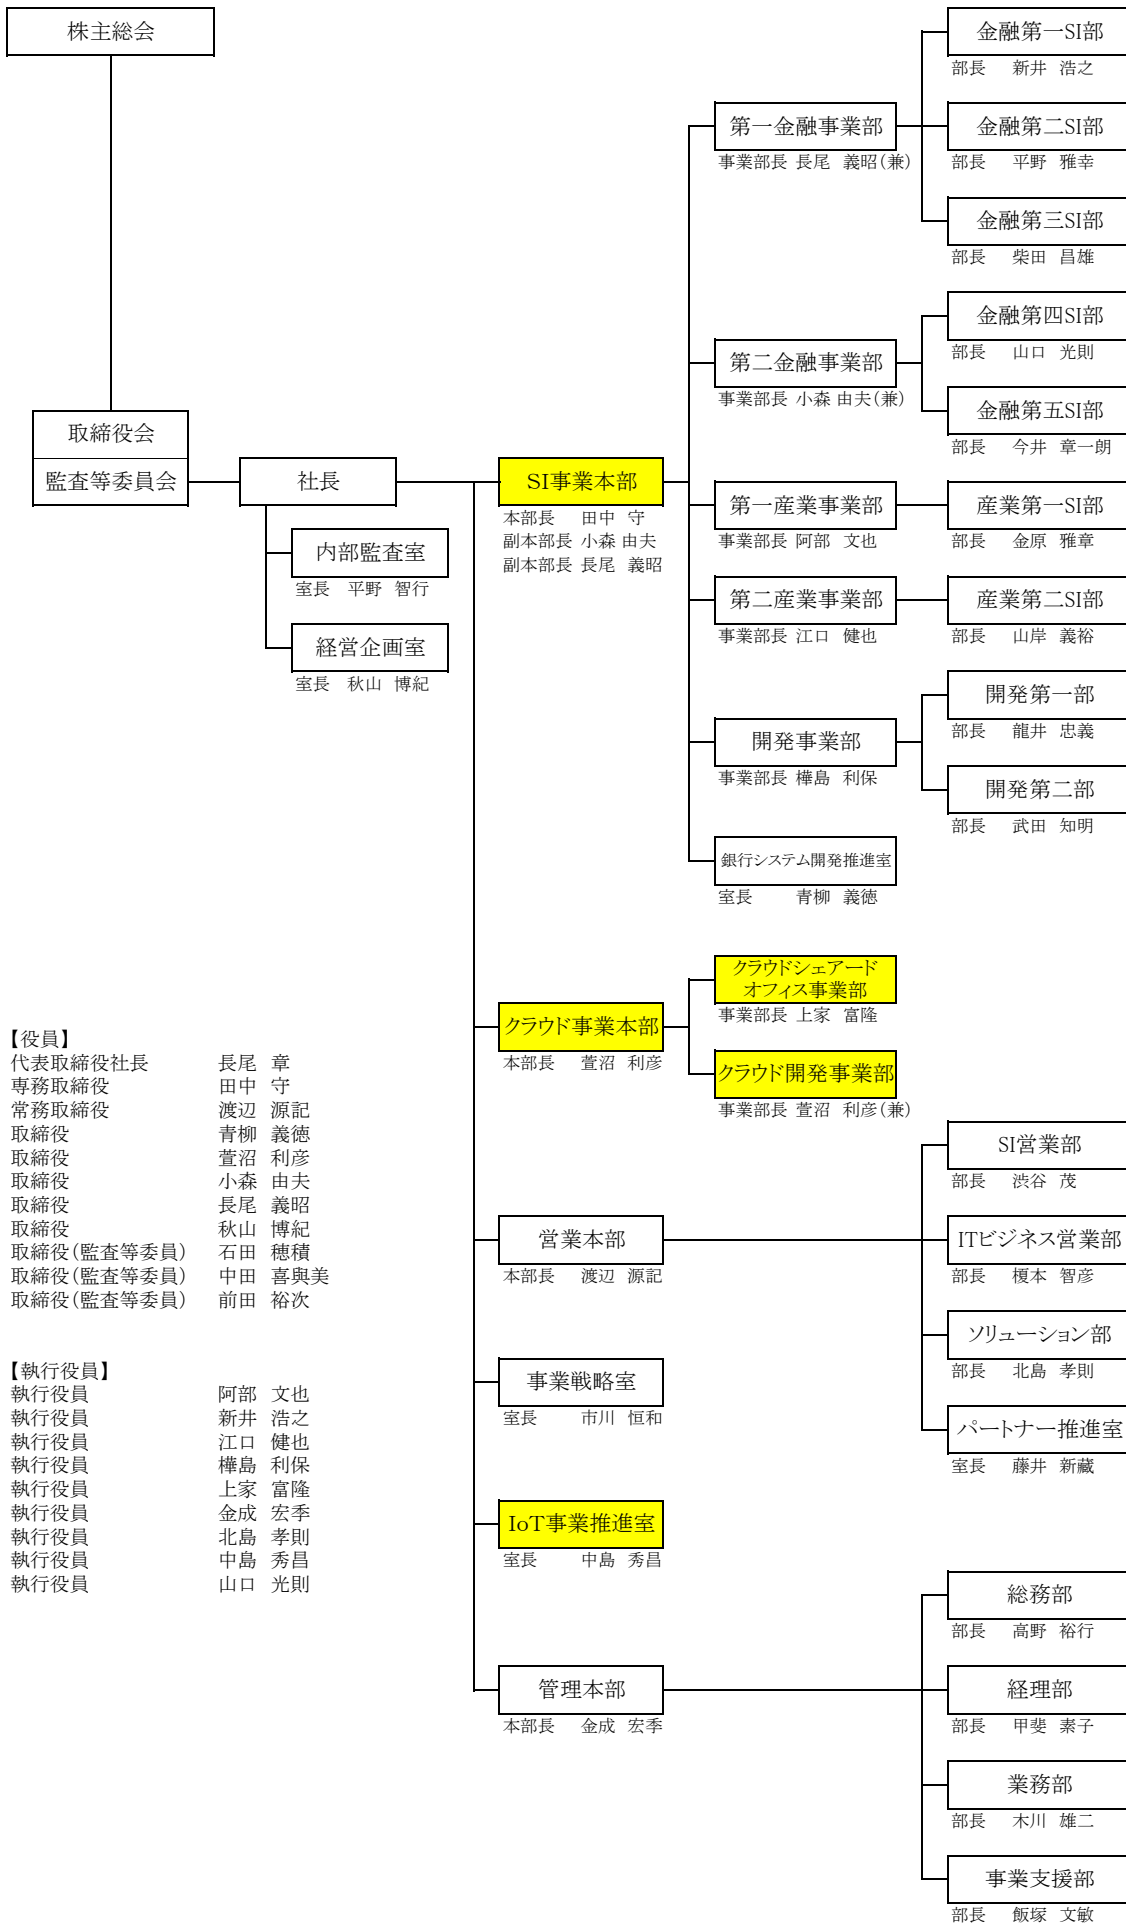 株主総会
取締役会
監査等委員会
社長
内部監査室
室長 平野 智行
経営企画室
室長 秋山 博紀
SI事業本部
本部長 田中 守
副本部長 小森 由夫
副本部長 長尾 義昭
第一金融事業部
事業部長 長尾 義昭(兼)
金融第一SI部
部長 新井 浩之
金融第二SI部
部長 平野 雅幸
金融第三SI部
部長 柴田 昌雄
第二金融事業部
事業部長 小森 由夫(兼)
金融第四SI部
部長 山口 光則
金融第五SI部
部長 今井 章一朗
第一産業事業部
事業部長 阿部 文也
産業第一SI部
部長 金原 雅章
第二産業事業部
事業部長 江口 健也
産業第二SI部
部長 山岸 義裕
開発事業部
事業部長 樺島 利保
開発第一部
部長 龍井 忠義
開発第二部
部長 武田 知明
銀行システム開発推進室
室長 青柳 義徳
クラウド事業本部
本部長 萱沼 利彦
クラウドシェアード
オフィス事業部
事業部長 上家 富隆
クラウド開発事業部
事業部長 萱沼 利彦(兼)
営業本部
本部長 渡辺 源記
SI営業部
部長 渋谷 茂
ITビジネス営業部
部長 榎本 智彦
ソリューション部
部長 北島 孝則
パートナー推進室
室長 藤井 新藏
事業戦略室
室長 市川 恒和
IoT事業推進室
室長 中島 秀昌
管理本部
本部長 金成 宏季
総務部
部長 高野 裕行
経理部
部長 甲斐 素子
業務部
部長 木川 雄二
事業支援部
部長 飯塚 文敏
【役員】
代表取締役社長 長尾 章
専務取締役 田中 守
常務取締役 渡辺 源記
取締役 青柳 義徳
取締役 萱沼 利彦
取締役 小森 由夫
取締役 長尾 義昭
取締役 秋山 博紀
取締役(監査等委員) 石田 穂積
取締役(監査等委員) 中田 喜與美
取締役(監査等委員) 前田 裕次
【執行役員】
執行役員 阿部 文也
執行役員 新井 浩之
執行役員 江口 健也
執行役員 樺島 利保
執行役員 上家 富隆
執行役員 金成 宏季
執行役員 北島 孝則
執行役員 中島 秀昌
執行役員 山口 光則